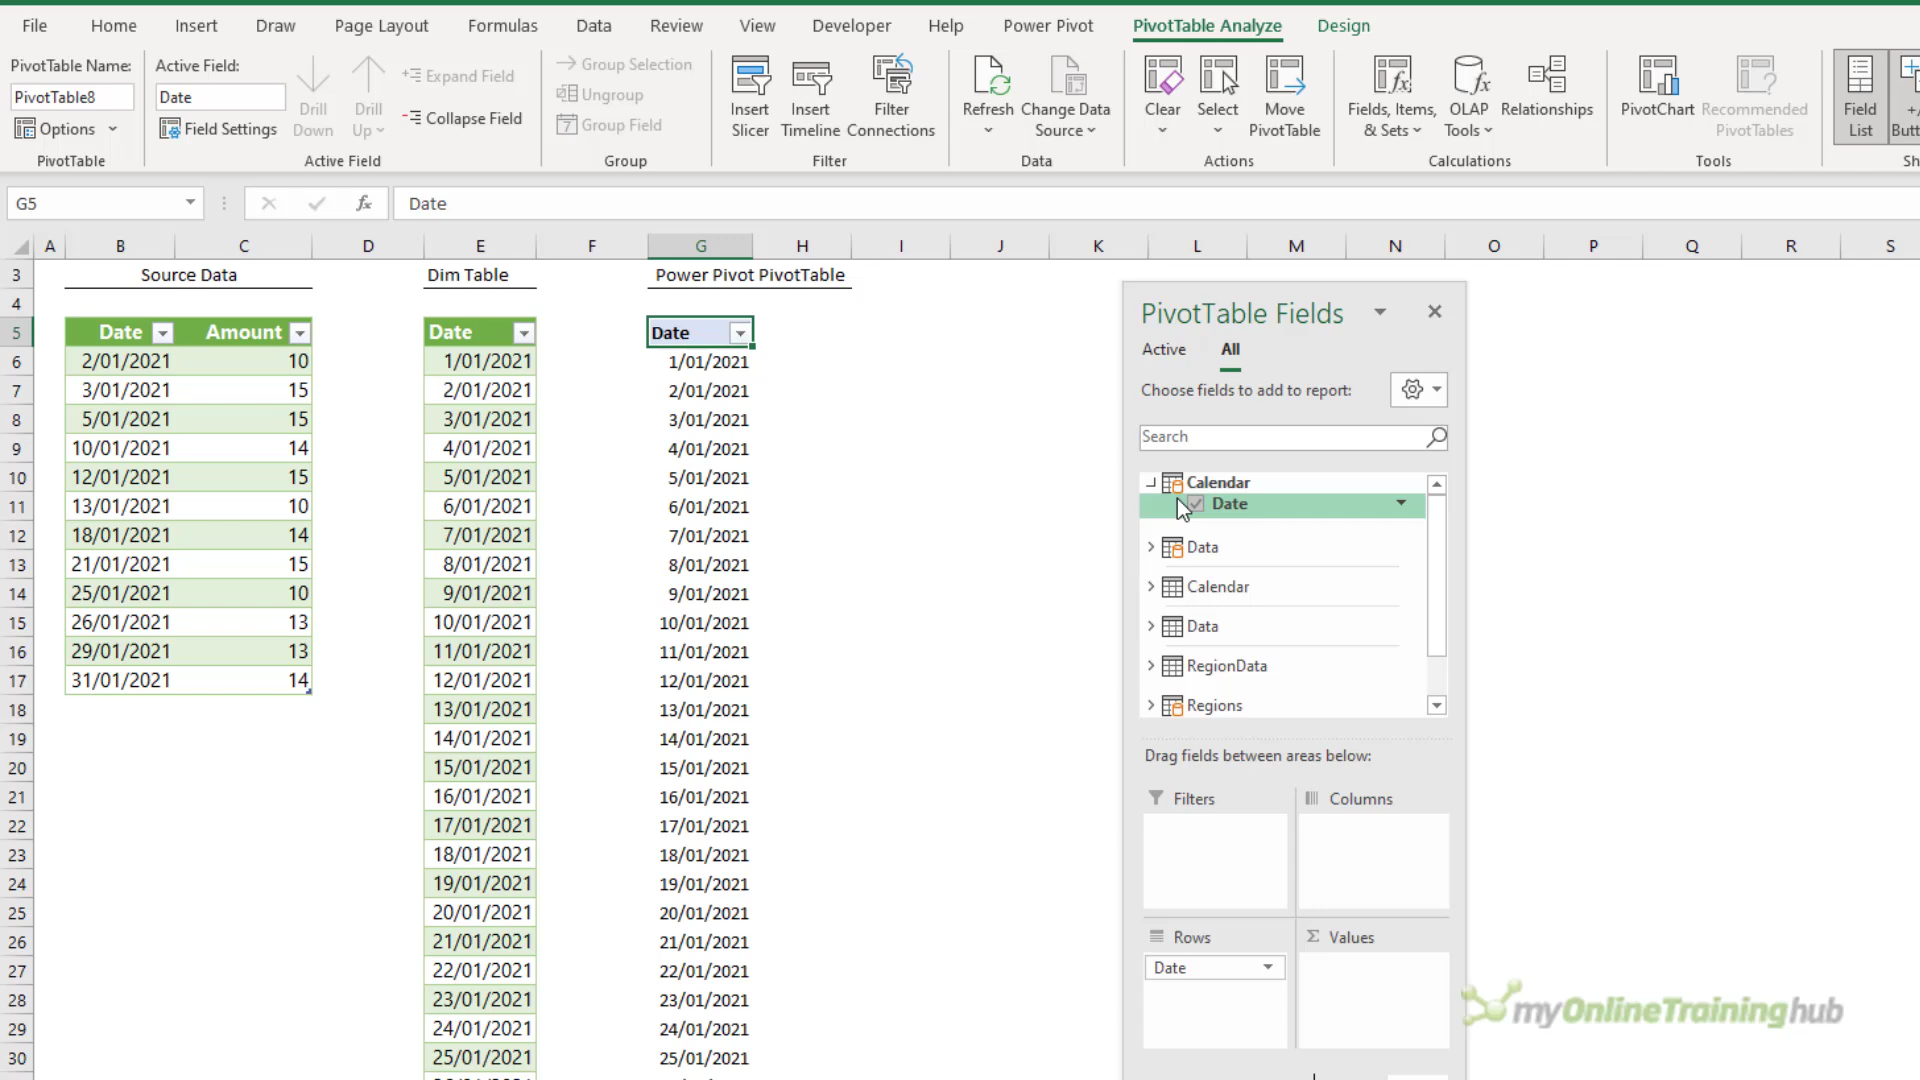 File Home Insert Draw Page Layout Formulas Data Review View Developer Help Power Pivot PivotTable Analyze Design
PivotTable Name:
PivotTable8
Options
PivotTable
Active Field:
Date
Field Settings
Drill Down
Drill Up
Expand Field
Collapse Field
Active Field
Group Selection
Ungroup
7 Group Field
Group
Insert Slicer
Insert Timeline
Filter Connections
Filter
Refresh
Change Data Source
Data
Clear
Select
Move PivotTable
Actions
Fields, Items, & Sets
OLAP Tools
Relationships
Calculations
PivotChart
Recommended PivotTables
Tools
Field List
G5 fx Date
A B C D E F G H I J K L M N O P Q R S
3 Source Data Dim Table Power Pivot PivotTable
4
5 Date Amount Date Date
6 2/01/2021 10 1/01/2021 1/01/2021
7 3/01/2021 15 2/01/2021 2/01/2021
8 5/01/2021 15 3/01/2021 3/01/2021
9 10/01/2021 14 4/01/2021 4/01/2021
10 12/01/2021 15 5/01/2021 5/01/2021
11 13/01/2021 10 6/01/2021 6/01/2021
12 18/01/2021 14 7/01/2021 7/01/2021
13 21/01/2021 15 8/01/2021 8/01/2021
14 25/01/2021 10 9/01/2021 9/01/2021
15 26/01/2021 13 10/01/2021 10/01/2021
16 29/01/2021 13 11/01/2021 11/01/2021
17 31/01/2021 14 12/01/2021 12/01/2021
18 13/01/2021 13/01/2021
19 14/01/2021 14/01/2021
20 15/01/2021 15/01/2021
21 16/01/2021 16/01/2021
22 17/01/2021 17/01/2021
23 18/01/2021 18/01/2021
24 19/01/2021 19/01/2021
25 20/01/2021 20/01/2021
26 21/01/2021 21/01/2021
27 22/01/2021 22/01/2021
28 23/01/2021 23/01/2021
29 24/01/2021 24/01/2021
30 25/01/2021 25/01/2021
PivotTable Fields
Active All
Choose fields to add to report:
Search
Calendar
Date
Data
Calendar
Data
RegionData
Regions
Drag fields between areas below:
Filters
Columns
Rows
Σ Values
Date
myOnlineTraininghub